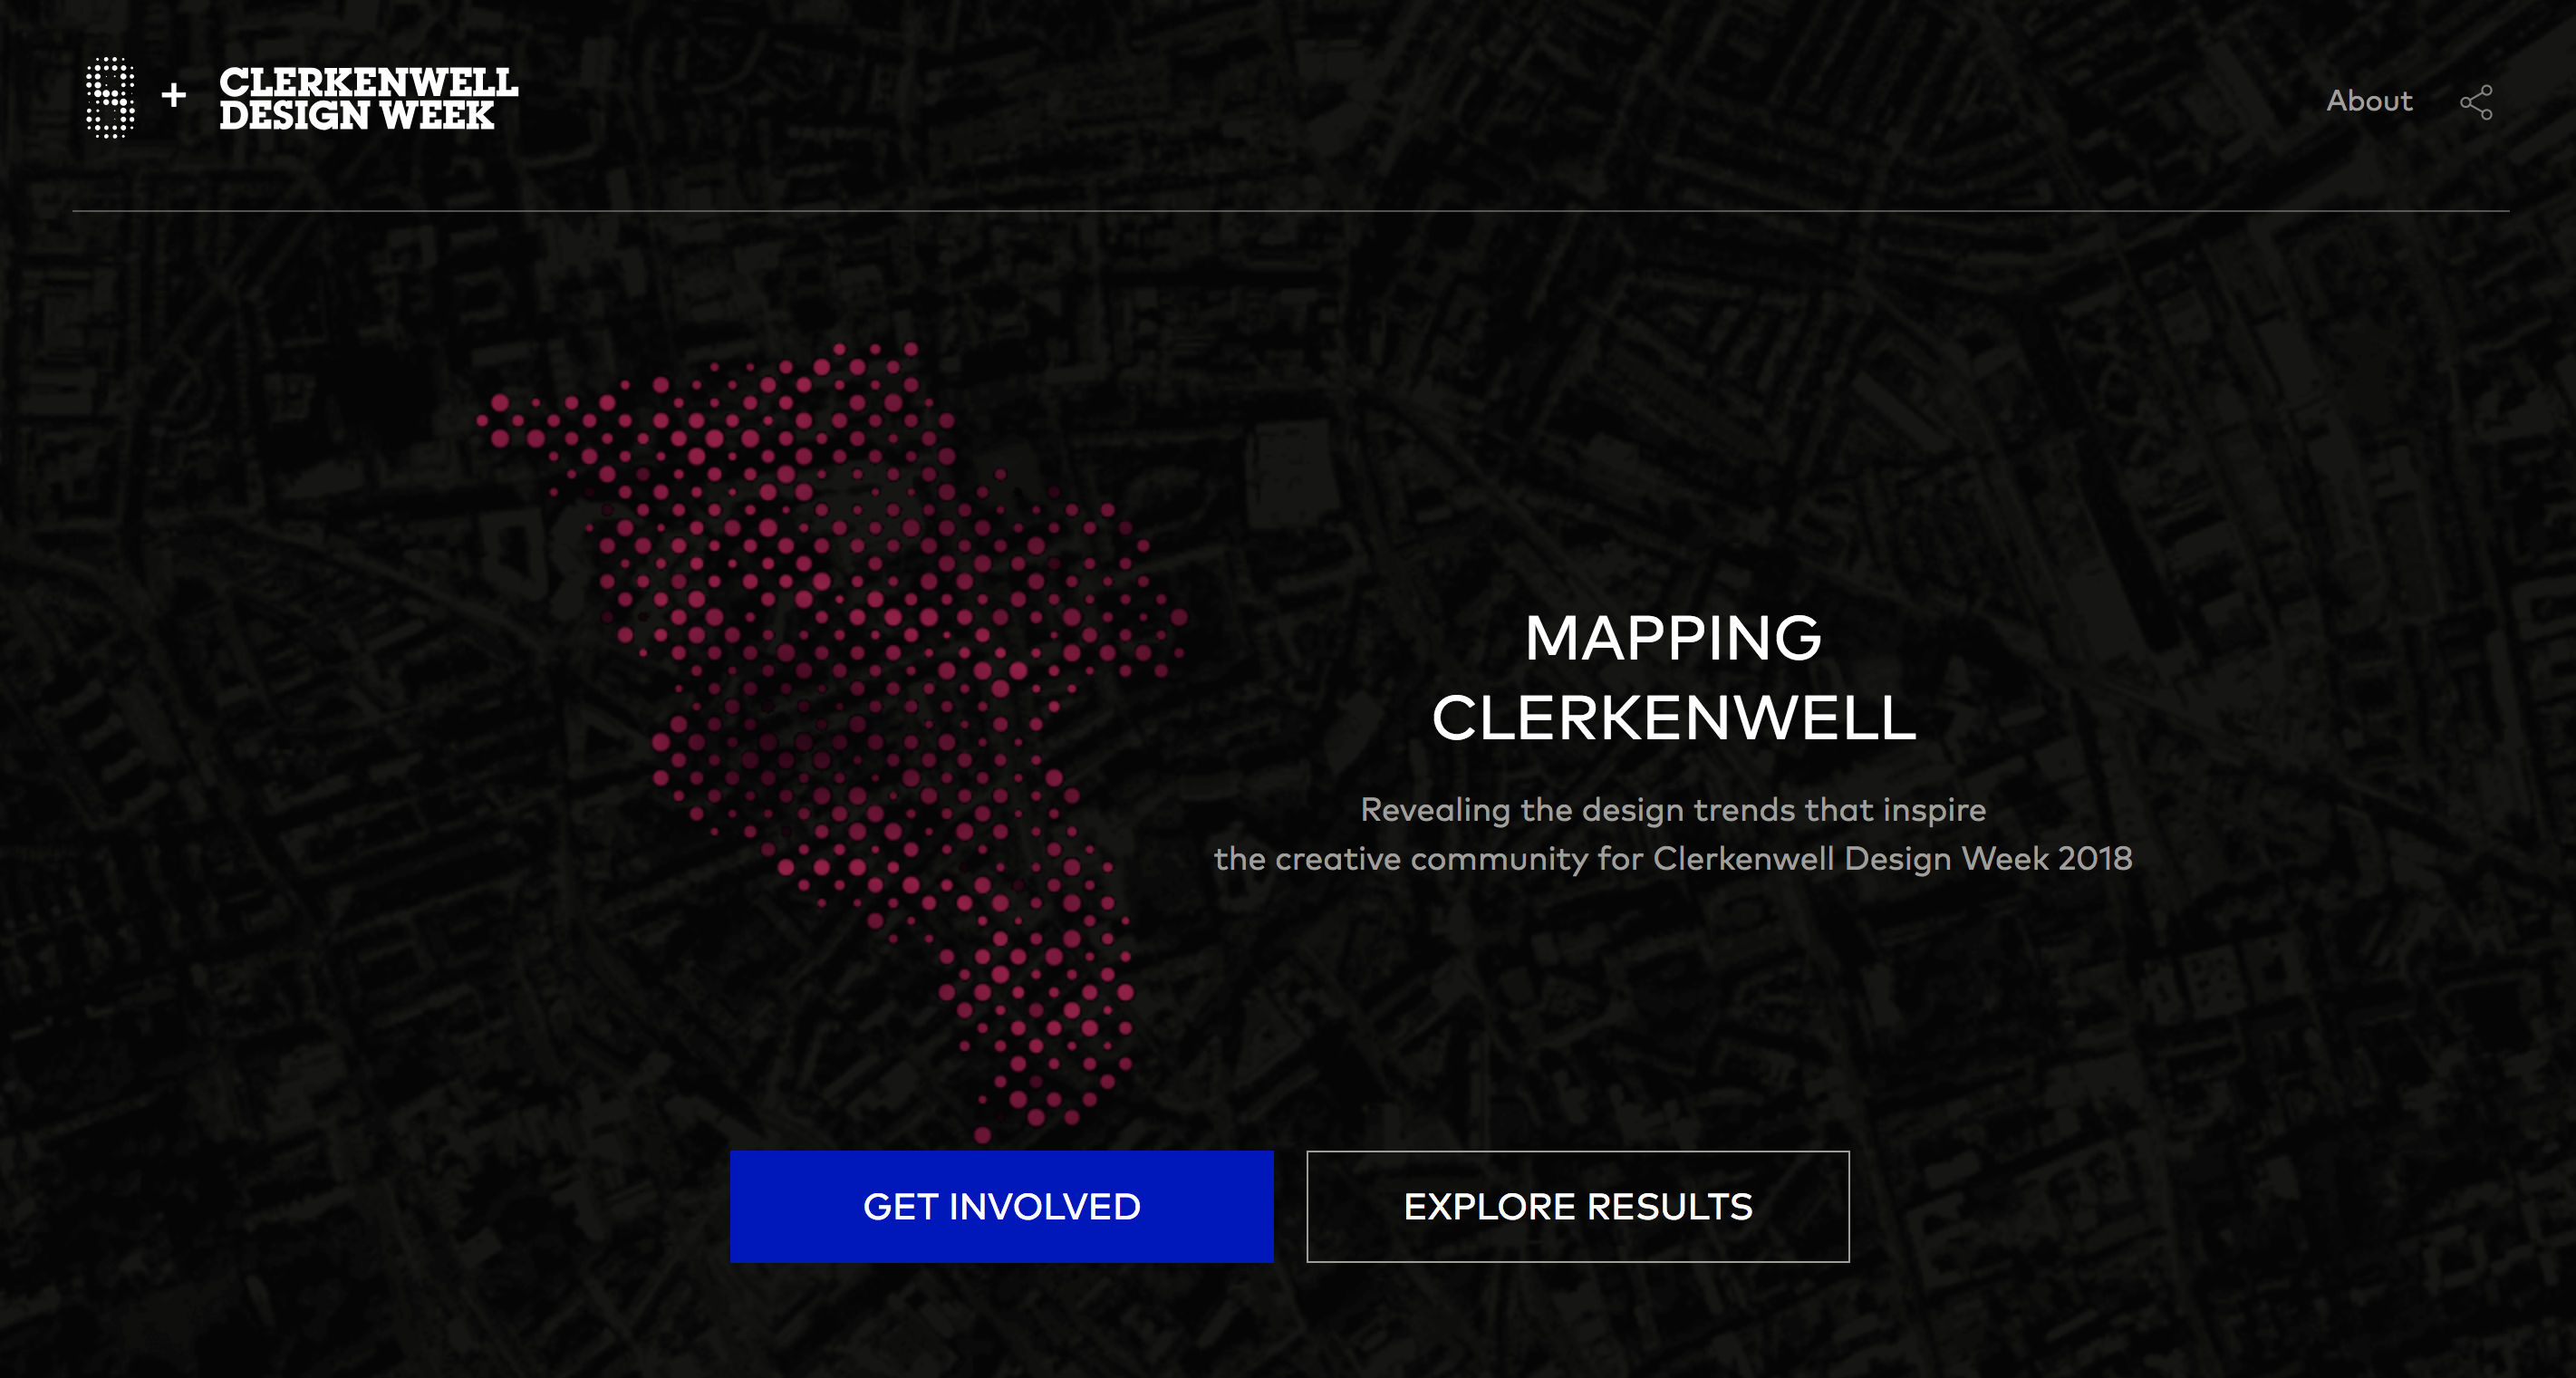 + CLERKENWELL
DESIGN WEEK
About
MAPPING
CLERKENWELL
Revealing the design trends that inspire
the creative community for Clerkenwell Design Week 2018
GET INVOLVED
EXPLORE RESULTS